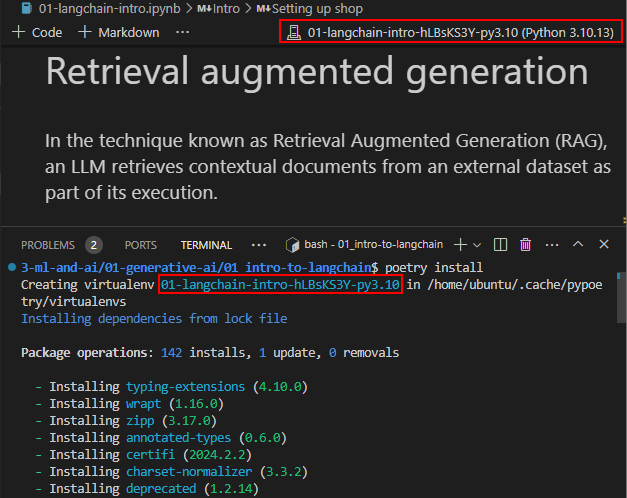 01-langchain-intro.ipynb > M↓Intro > M↓Setting up shop
+ Code + Markdown ··· 01-langchain-intro-hLBsKS3Y-py3.10 (Python 3.10.13)
Retrieval augmented generation
In the technique known as Retrieval Augmented Generation (RAG),
an LLM retrieves contextual documents from an external dataset as
part of its execution.
PROBLEMS 2 PORTS TERMINAL ··· bash - 01_intro-to-langchain
3-ml-and-ai/01-generative-ai/01_intro-to-langchain$ poetry install
Creating virtualenv 01-langchain-intro-hLBsKS3Y-py3.10 in /home/ubuntu/.cache/pypoe
try/virtualenvs
Installing dependencies from lock file
Package operations: 142 installs, 1 update, 0 removals
- Installing typing-extensions (4.10.0)
- Installing wrapt (1.16.0)
- Installing zipp (3.17.0)
- Installing annotated-types (0.6.0)
- Installing certifi (2024.2.2)
- Installing charset-normalizer (3.3.2)
- Installing deprecated (1.2.14)